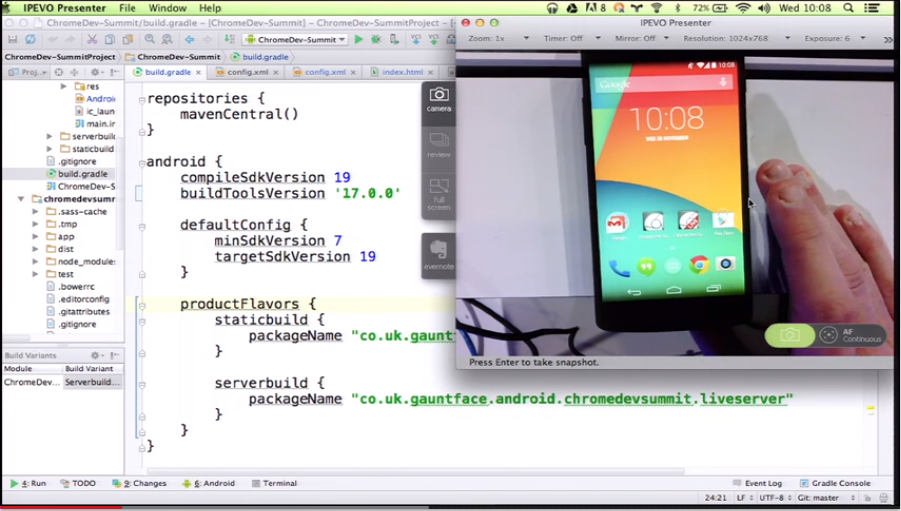 IPEVO Presenter File Window Help
72% Wed 10:08
ChromeDev-Summit/build.gradle - [ChromeDev-Summit] - ChromeDev-SummitProject - [
ChromeDev-Summit
ChromeDev-SummitProject ChromeDev-Summit build.gradle
Proj..
build.gradle config.xml config.xml index.html
res
Androi
ic_laun
main.ir
serverbuil
staticbuild
.gitignore
build.gradle
ChromeDev-S
chromedevsumr
.sass-cache
.tmp
app
dist
node_module
test
.bowerrc
.editorconfig
.gitattributes
.gitignore
repositories {
mavenCentral()
}
android {
compileSdkVersion 19
buildToolsVersion '17.0.0'
defaultConfig {
minSdkVersion 7
targetSdkVersion 19
}
productFlavors {
staticbuild {
packageName "co.uk.gaunt
}
serverbuild {
packageName "co.uk.gauntface.android.chromedevsummit.liveserver"
}
}
}
camera
review
full
screen
evernote
IPEVO Presenter
Zoom: 1x Timer: Off Mirror: Off Resolution: 1024x768 Exposure: 6
10:08
Google
10:08
AF
Continuous
Press Enter to take snapshot.
Build Variants
Module Build Variant
ChromeDev... Serverbuild...
4: Run TODO 9: Changes 6: Android Terminal Event Log Gradle Console
24:21 LF UTF-8 Git: master